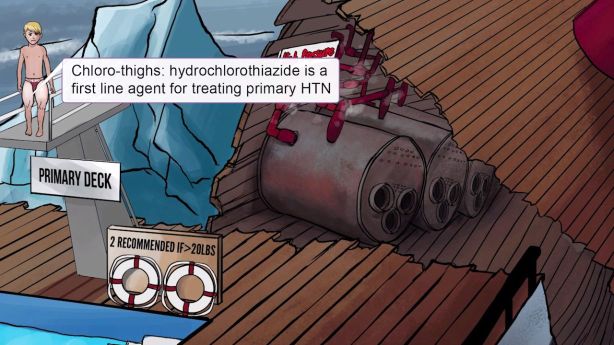 Chloro-thighs: hydrochlorothiazide is a
first line agent for treating primary HTN
PRIMARY DECK
2 RECOMMENDED IF>20LBS